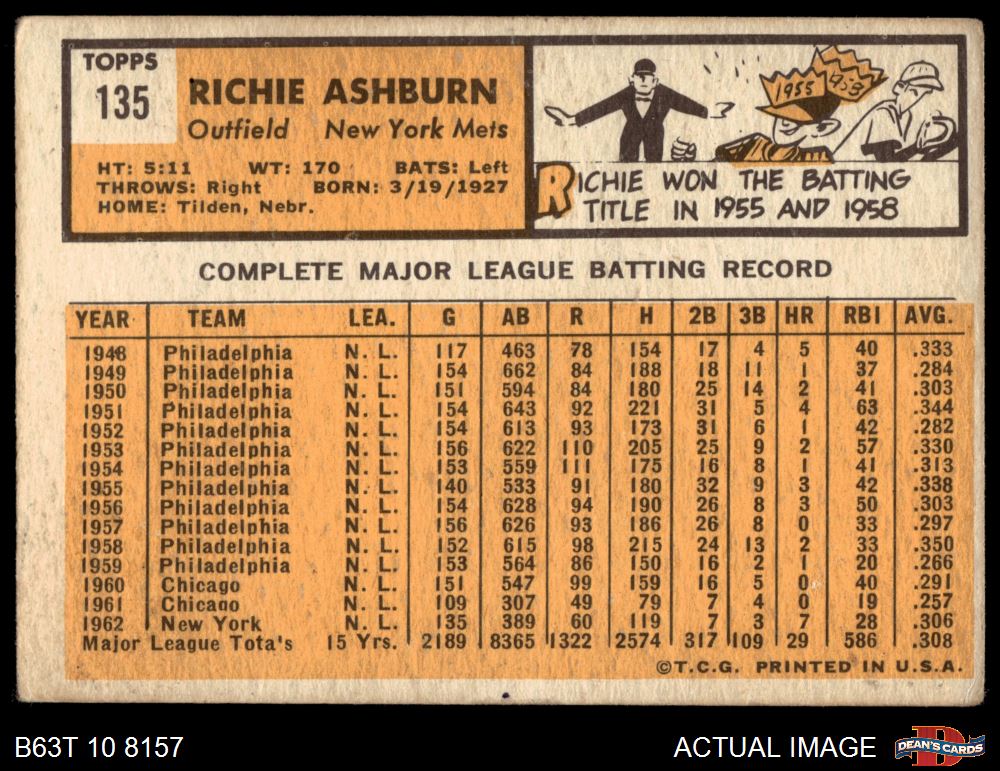 TOPPS
135
RICHIE ASHBURN
Outfield New York Mets
HT: 5:11 WT: 170 BATS: Left
THROWS: Right BORN: 3/19/1927
HOME: Tilden, Nebr.
1955 1958
RICHIE WON THE BATTING
TITLE IN 1955 AND 1958
COMPLETE MAJOR LEAGUE BATTING RECORD
YEAR TEAM LEA. G AB R H 2B 3B HR RBI AVG.
1948 Philadelphia N. L. 117 463 78 154 17 4 5 40 .333
1949 Philadelphia N. L. 154 662 84 188 18 11 1 37 .284
1950 Philadelphia N. L. 151 594 84 180 25 14 2 41 .303
1951 Philadelphia N. L. 154 643 92 221 31 5 4 63 .344
1952 Philadelphia N. L. 154 613 93 173 31 6 1 42 .282
1953 Philadelphia N. L. 156 622 110 205 25 9 2 57 .330
1954 Philadelphia N. L. 153 559 111 175 16 8 1 41 .313
1955 Philadelphia N. L. 140 533 91 180 32 9 3 42 .338
1956 Philadelphia N. L. 154 628 94 190 26 8 3 50 .303
1957 Philadelphia N. L. 156 626 93 186 26 8 0 33 .297
1958 Philadelphia N. L. 152 615 98 215 24 13 2 33 .350
1959 Philadelphia N. L. 153 564 86 150 16 2 1 20 .266
1960 Chicago N. L. 151 547 99 159 16 5 0 40 .291
1961 Chicago N. L. 109 307 49 79 7 4 0 19 .257
1962 New York N. L. 135 389 60 119 7 3 7 28 .306
Major League Tota's 15 Yrs. 2189 8365 1322 2574 317 109 29 586 .308
©T.C.G. PRINTED IN U.S.A.
B63T 10 8157 ACTUAL IMAGE DEAN'S CARDS